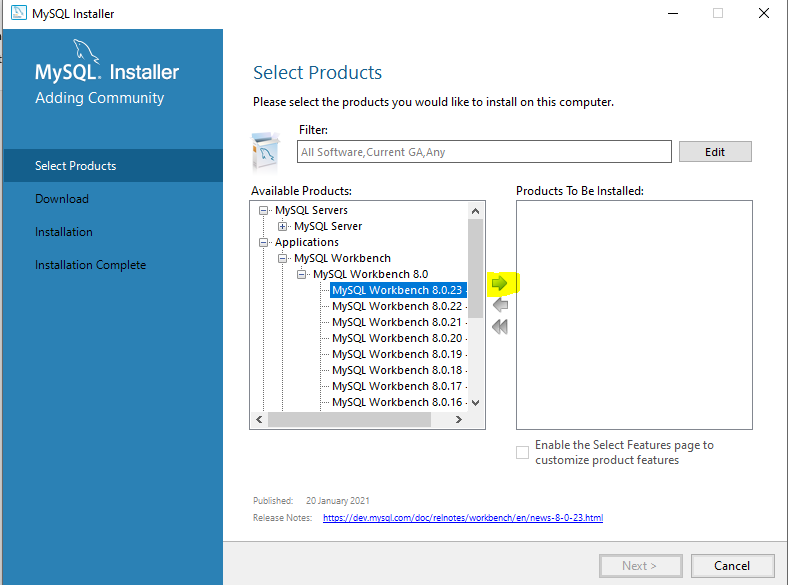 MySQL Installer
MySQL. Installer
Adding Community
Select Products
Download
Installation
Installation Complete
Select Products
Please select the products you would like to install on this computer.
Filter:
All Software,Current GA,Any
Edit
Available Products:
MySQL Servers
MySQL Server
Applications
MySQL Workbench
MySQL Workbench 8.0
MySQL Workbench 8.0.23 -
MySQL Workbench 8.0.22 -
MySQL Workbench 8.0.21 -
MySQL Workbench 8.0.20 -
MySQL Workbench 8.0.19 -
MySQL Workbench 8.0.18 -
MySQL Workbench 8.0.17 -
MySQL Workbench 8.0.16 -
Products To Be Installed:
Enable the Select Features page to
customize product features
Published: 20 January 2021
Release Notes: https://dev.mysql.com/doc/relnotes/workbench/en/news-8-0-23.html
Next >
Cancel